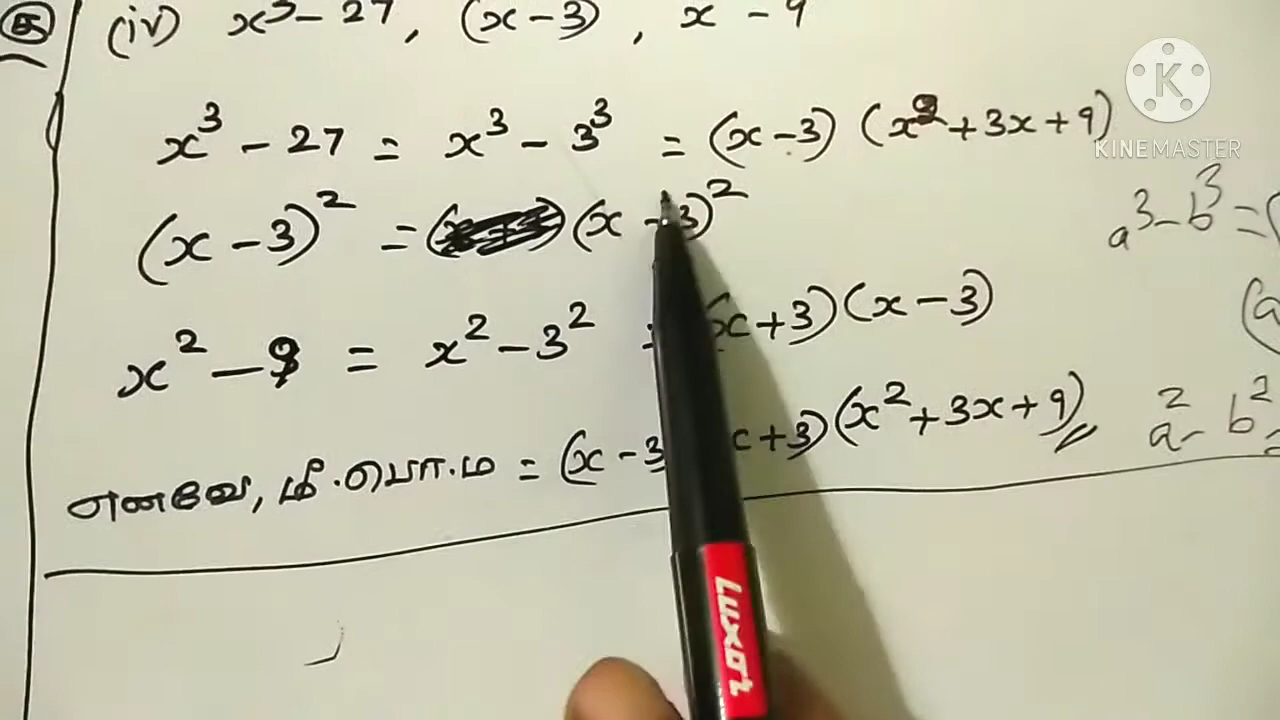 (iv) x³ - 27, (x - 3), x - 9
x³ - 27 = x³ - 3³ = (x - 3) (x² + 3x + 9)
KINEMASTER
(x - 3)² = (x - 3)²
a³ - b³ = (
x² - 9 = x² - 3² = (x + 3)(x - 3)
(a
எனவே, மீ.பொ.ம = (x - 3 x + 3)(x² + 3x + 9)
a² - b² =
Luxor